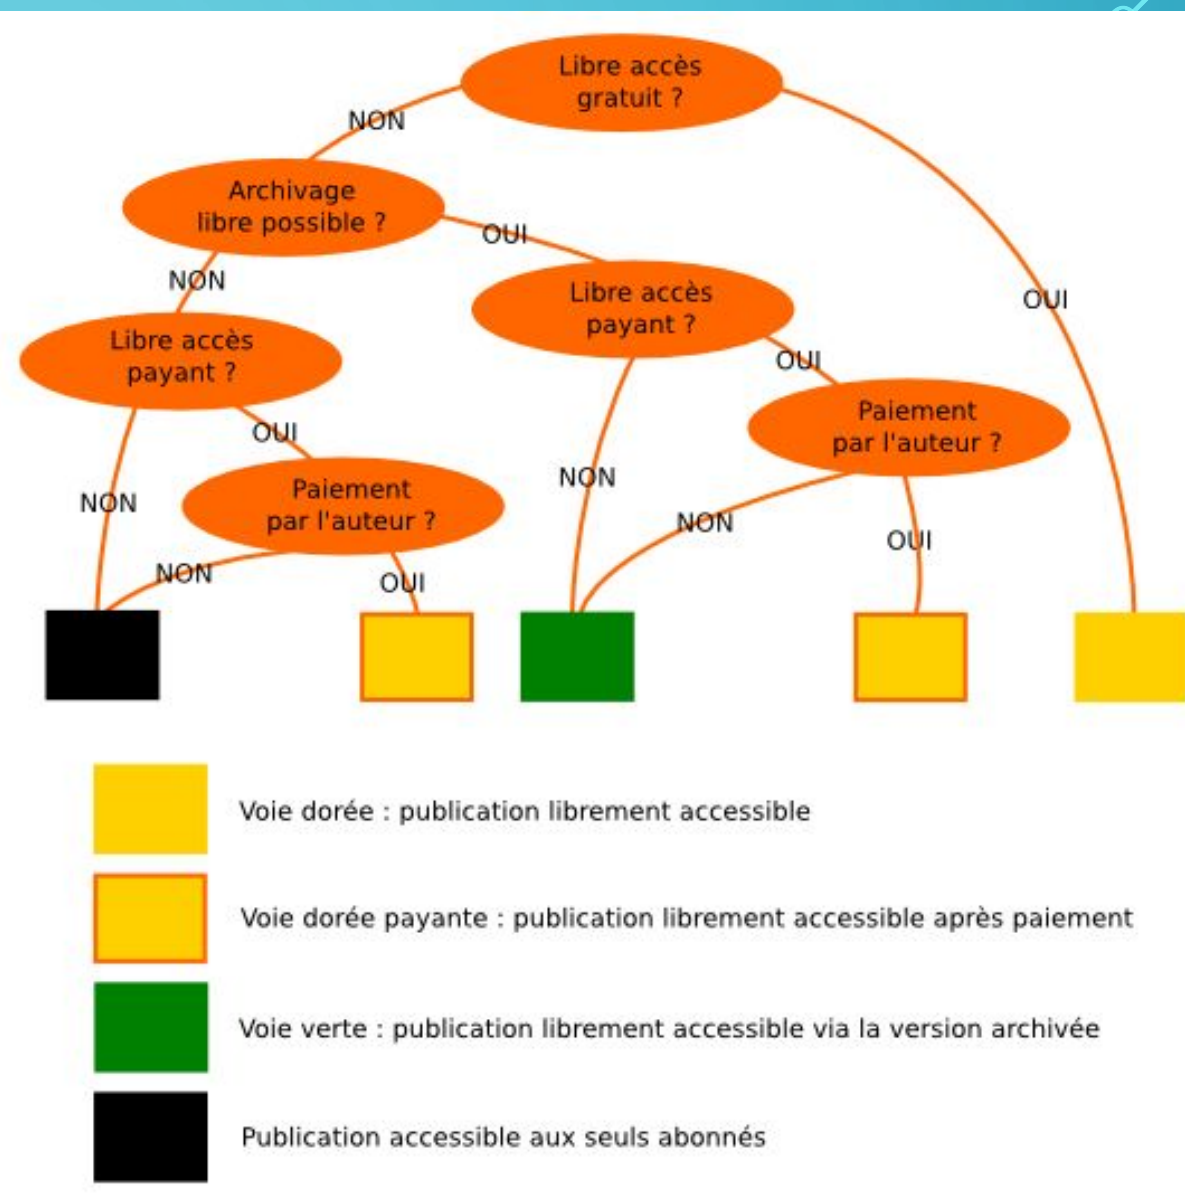 Libre accès
gratuit ?
NON
Archivage
libre possible ?
OUI
NON
Libre accès
payant ?
OUI
Libre accès
payant ?
OUI
Paiement
par l'auteur ?
OUI
NON
Paiement
par l'auteur ?
NON
NON
OUI
NON
OUI
Voie dorée : publication librement accessible
Voie dorée payante : publication librement accessible après paiement
Voie verte : publication librement accessible via la version archivée
Publication accessible aux seuls abonnés